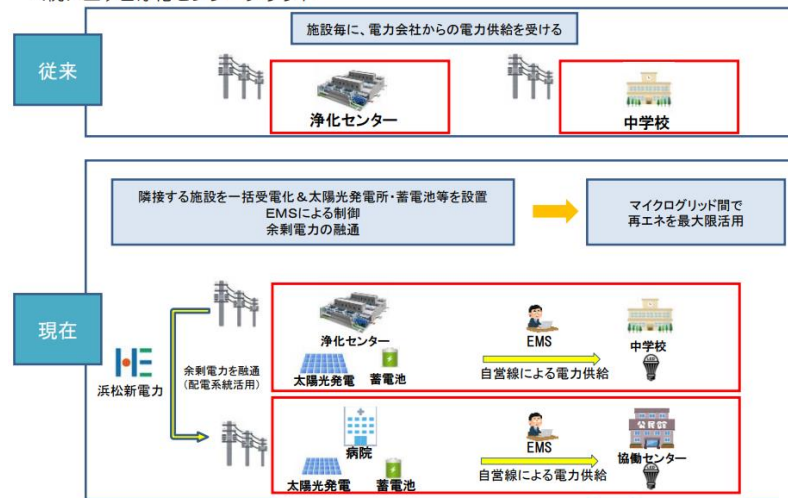 施設毎に、電力会社からの電力供給を受ける
従来
浄化センター
中学校
隣接する施設を一括受電化&太陽光発電所・蓄電池等を設置
EMSによる制御
余剰電力の融通
マイクログリッド間で
再エネを最大限活用
現在
浜松新電力
余剰電力を融通
(配電系統活用)
浄化センター
太陽光発電
蓄電池
EMS
自営線による電力供給
中学校
病院
太陽光発電
蓄電池
EMS
自営線による電力供給
公民館
協働センター